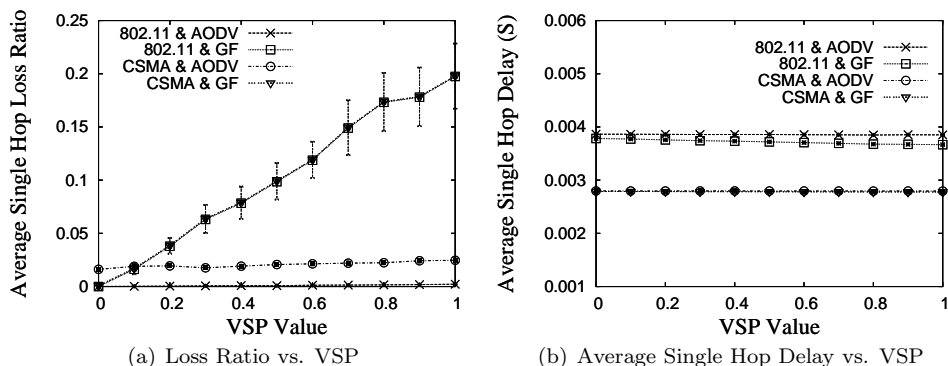 0.25
0.2
0.15
0.1
0.05
0
0 0.2 0.4 0.6 0.8 1
Average Single Hop Loss Ratio
VSP Value
802.11 & AODV
802.11 & GF
CSMA & AODV
CSMA & GF
(a) Loss Ratio vs. VSP
0.006
0.005
0.004
0.003
0.002
0.001
0 0.2 0.4 0.6 0.8 1
Average Single Hop Delay (S)
VSP Value
802.11 & AODV
802.11 & GF
CSMA & AODV
CSMA & GF
(b) Average Single Hop Delay vs. VSP